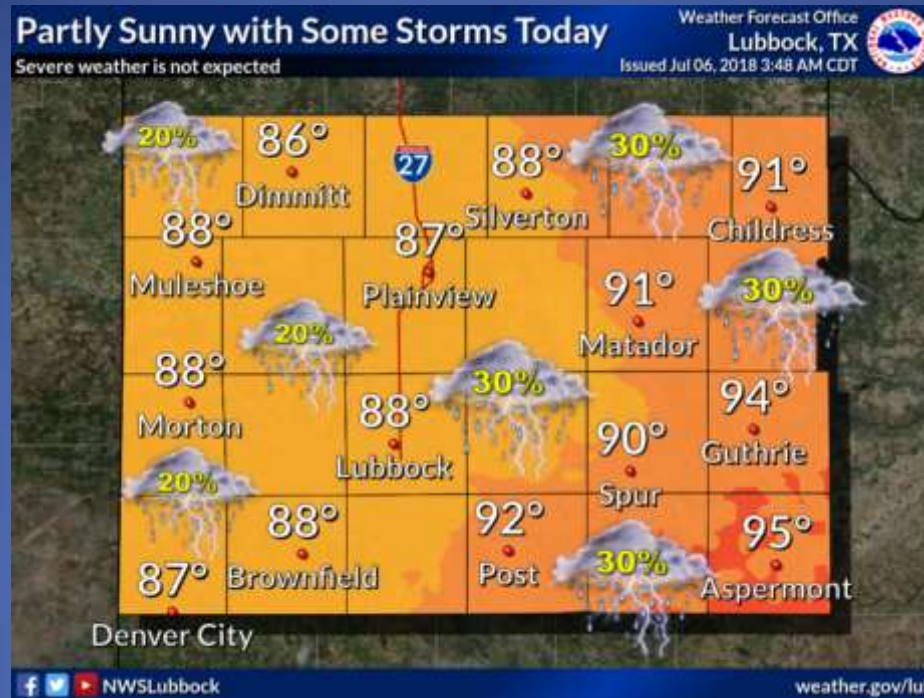 Partly Sunny with Some Storms Today
Severe weather is not expected
Weather Forecast Office
Lubbock, TX
Issued Jul 06, 2018 3:48 AM CDT
20%
86°
Dimmitt
27
88°
Silverton
30%
91°
Childress
88°
Muleshoe
87°
Plainview
91°
Matador
30%
20%
88°
Morton
88°
Lubbock
30%
90°
Spur
94°
Guthrie
20%
87°
Denver City
88°
Brownfield
92°
Post
30%
95°
Aspermont
NWSLubbock
weather.gov/lu